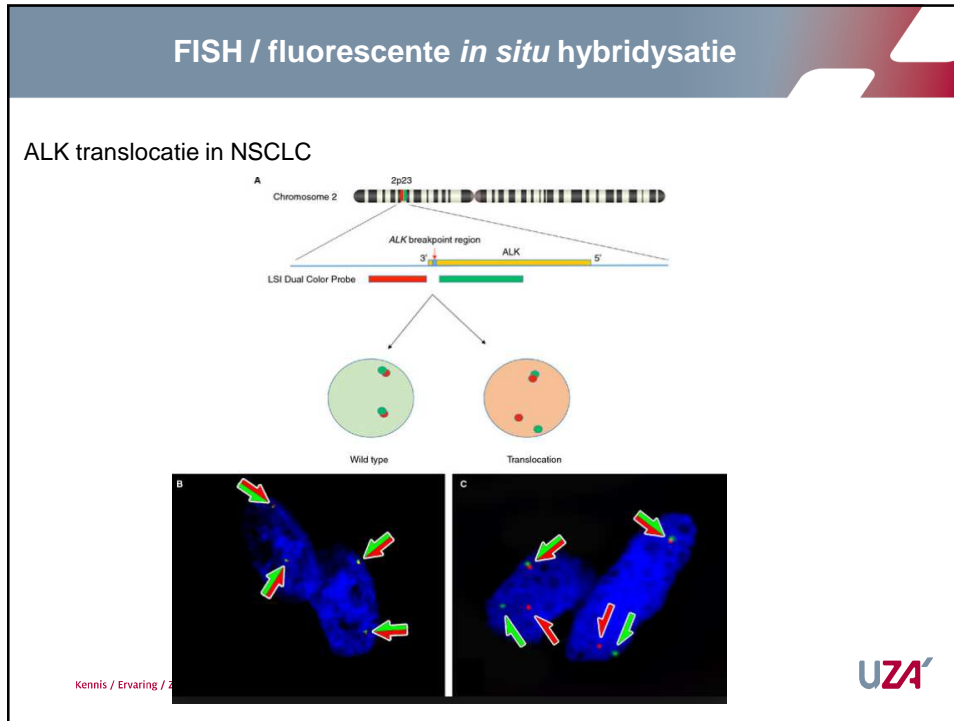 FISH / fluorescente in situ hybridysatie
ALK translocatie in NSCLC
A
2p23
Chromosome 2
ALK breakpoint region
3'
ALK
5'
LSI Dual Color Probe
Wild type
Translocation
B
C
Kennis / Ervaring /
UZA'